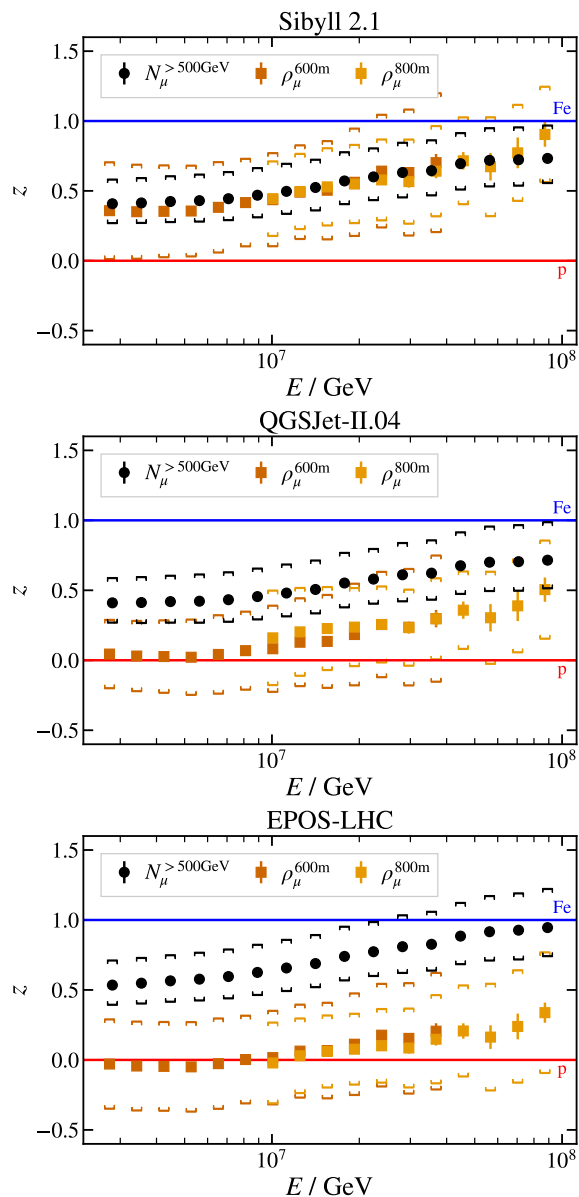 Sibyll 2.1
1.5
N_μ^{>500GeV} ρ_μ^{600m} ρ_μ^{800m}
Fe
1.0
z
0.5
0.0
p
−0.5
10^7 10^8
E / GeV
QGSJet-II.04
1.5
N_μ^{>500GeV} ρ_μ^{600m} ρ_μ^{800m}
Fe
1.0
z
0.5
0.0
p
−0.5
10^7 10^8
E / GeV
EPOS-LHC
1.5
N_μ^{>500GeV} ρ_μ^{600m} ρ_μ^{800m}
Fe
1.0
z
0.5
0.0
p
−0.5
10^7 10^8
E / GeV